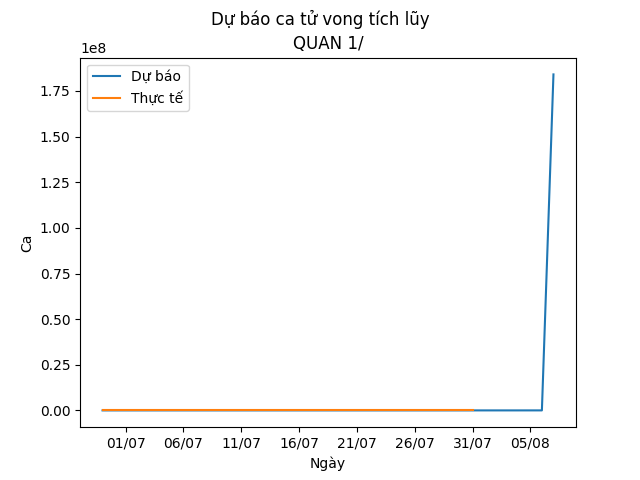 Dự báo ca tử vong tích lũy
QUAN 1/
1e8
Dự báo
Thực tế
1.75
1.50
1.25
1.00
0.75
0.50
0.25
0.00
Ca
01/07 06/07 11/07 16/07 21/07 26/07 31/07 05/08
Ngày